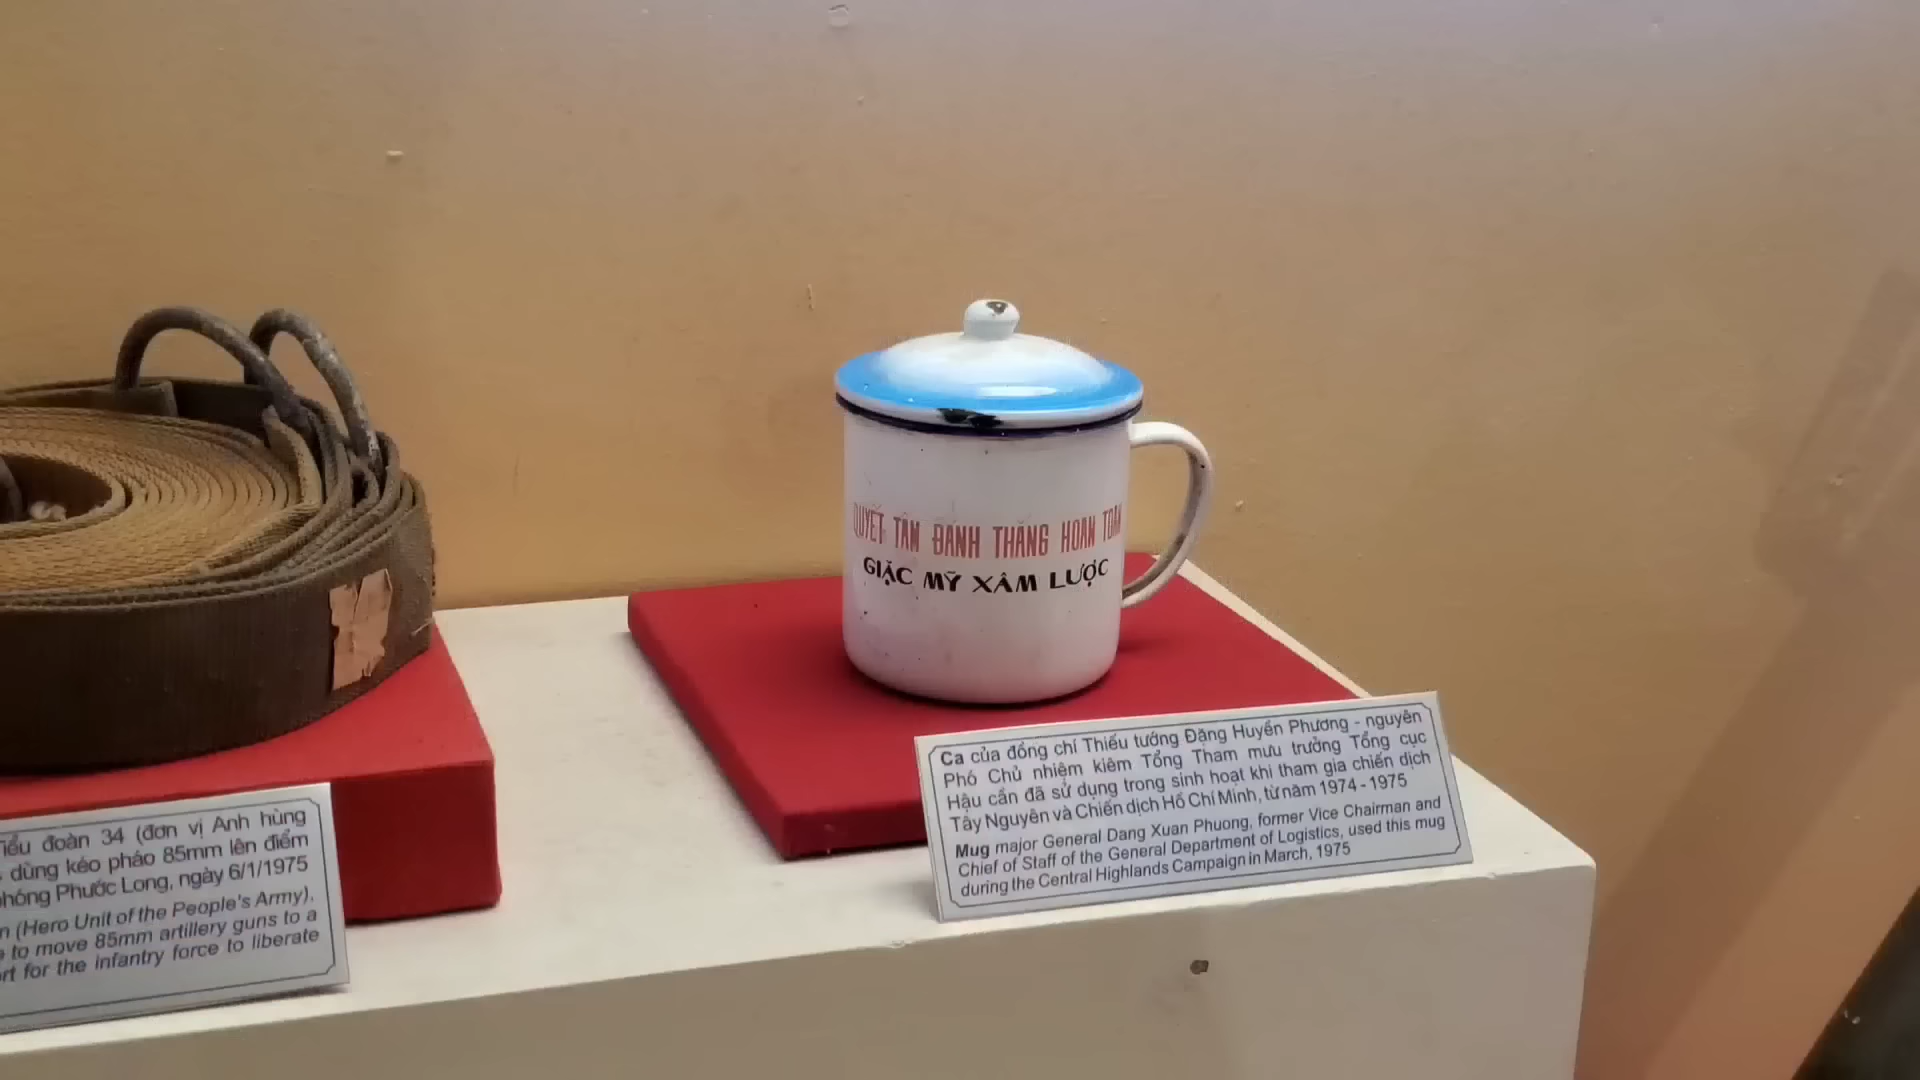 QUYẾT TÂM ĐÁNH THẮNG HOÀN TOÀN
GIẶC MỸ XÂM LƯỢC
Ca của đồng chí Thiếu tướng Đặng Huyền Phương - nguyên
Phó Chủ nhiệm kiêm Tổng Tham mưu trưởng Tổng cục
Hậu cần đã sử dụng trong sinh hoạt khi tham gia chiến dịch
Tây Nguyên và Chiến dịch Hồ Chí Minh, từ năm 1974 - 1975
Mug major General Dang Xuan Phuong, former Vice Chairman and
Chief of Staff of the General Department of Logistics, used this mug
during the Central Highlands Campaign in March, 1975
Tiểu đoàn 34 (đơn vị Anh hùng
dùng kéo pháo 85mm lên điểm
phóng Phước Long, ngày 6/1/1975
(Hero Unit of the People's Army),
to move 85mm artillery guns to a
for the infantry force to liberate